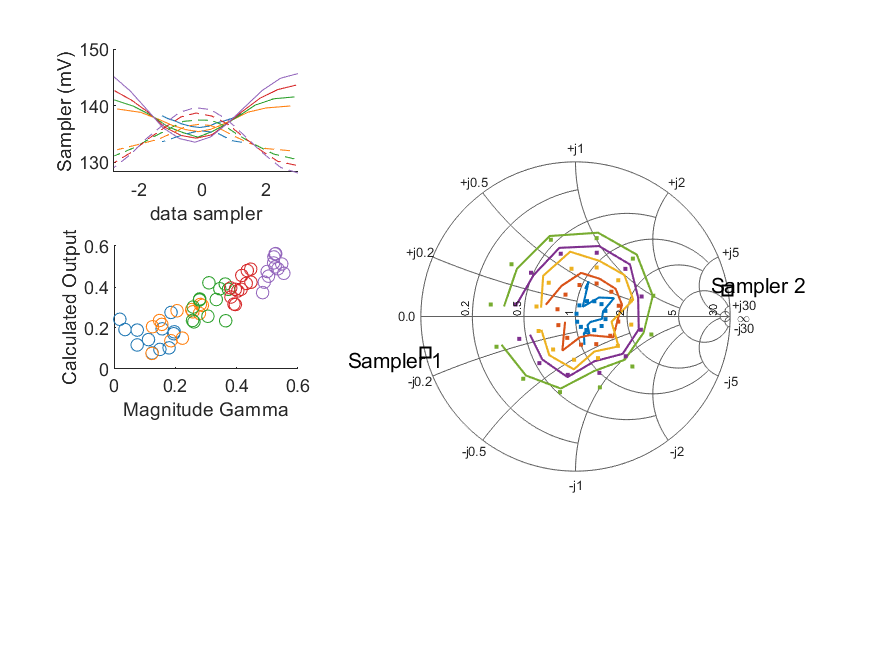 150
140
130
Sampler (mV)
-2
0
2
data sampler
0.6
0.4
0.2
0
Calculated Output
0
0.2
0.4
0.6
Magnitude Gamma
+j1
+j0.5
+j2
+j0.2
+j5
Sampler 2
+j30
0.0
0.2
0.5
1
2
5
30
∞
-j30
Sampler 1
-j0.2
-j5
-j0.5
-j2
-j1